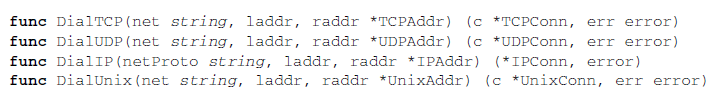 func DialTCP(net string, laddr, raddr *TCPAddr) (c *TCPConn, err error)
func DialUDP(net string, laddr, raddr *UDPAddr) (c *UDPConn, err error)
func DialIP(netProto string, laddr, raddr *IPAddr) (*IPConn, error)
func DialUnix(net string, laddr, raddr *UnixAddr) (c *UnixConn, err error)